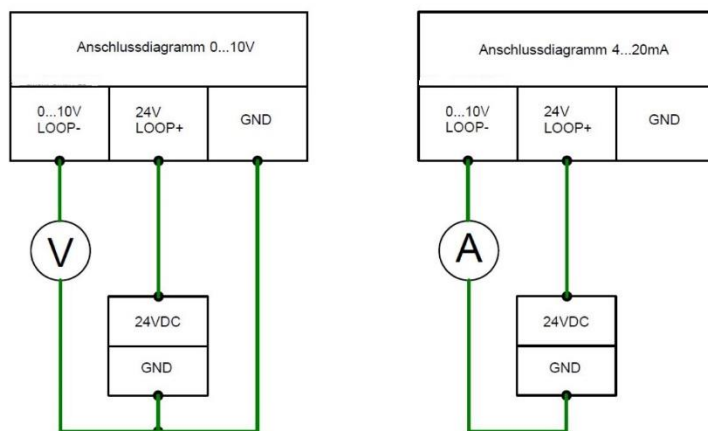 Anschlussdiagramm 0...10V
0...10V
LOOP-
24V
LOOP+
GND
V
24VDC
GND
Anschlussdiagramm 4...20mA
0...10V
LOOP-
24V
LOOP+
GND
A
24VDC
GND